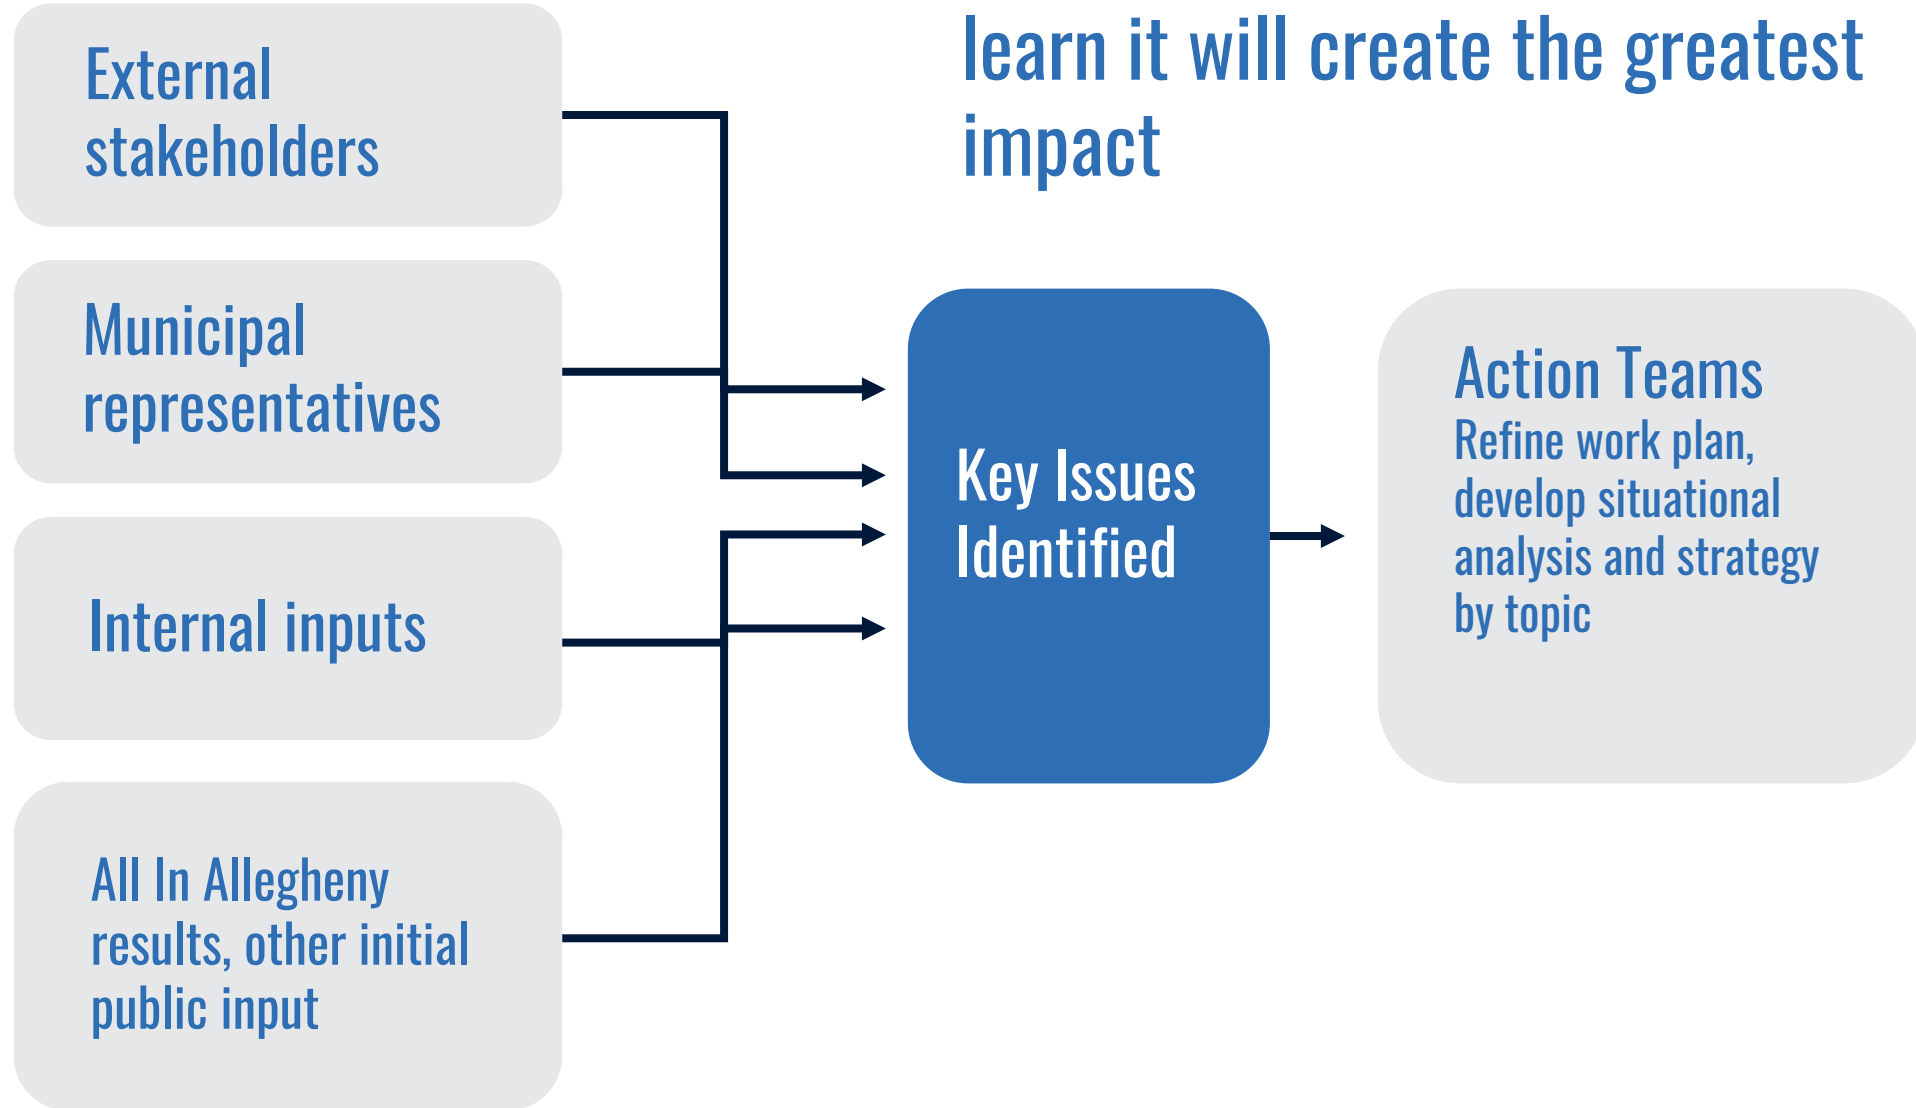 External
stakeholders
learn it will create the greatest
impact
Municipal
representatives
Internal inputs
All In Allegheny
results, other initial
public input
Key Issues
Identified
Action Teams
Refine work plan,
develop situational
analysis and strategy
by topic